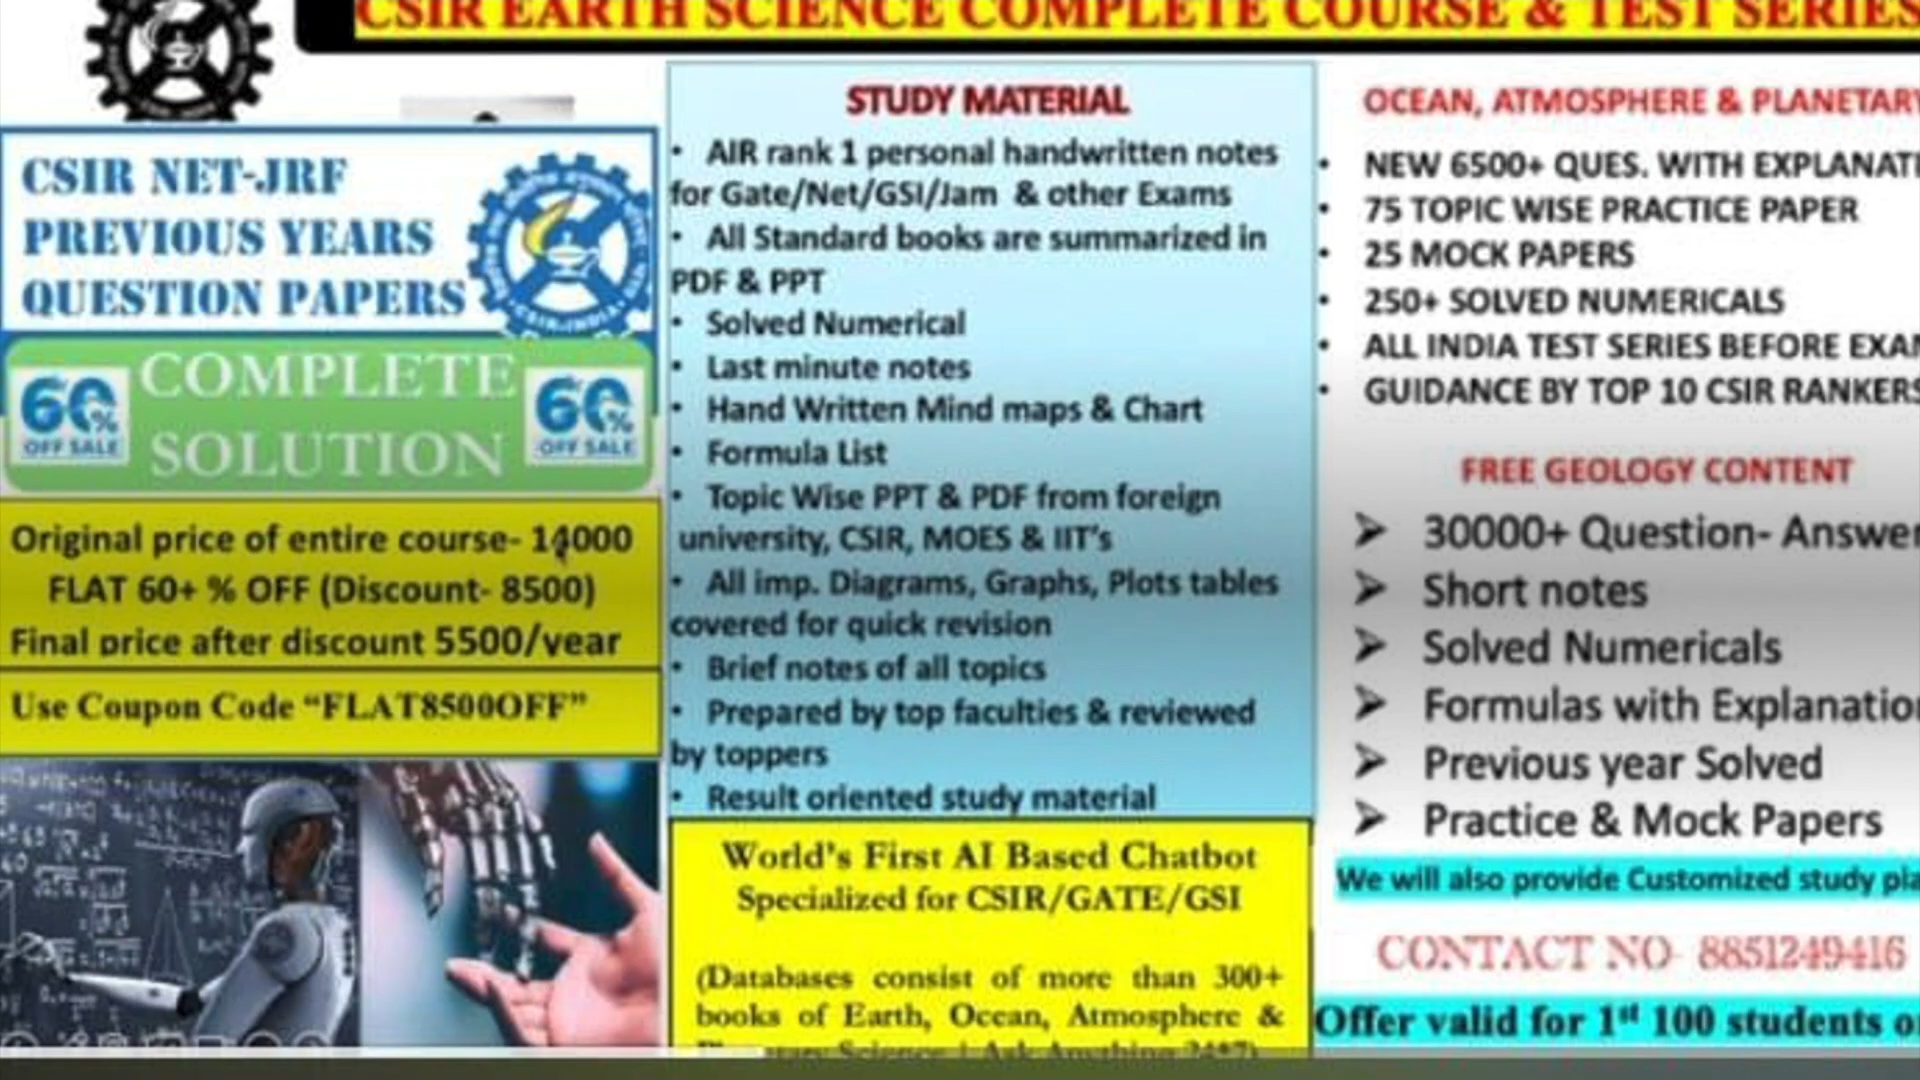 CSIR EARTH SCIENCE COMPLETE COURSE & TEST SERIES
CSIR NET-JRF
PREVIOUS YEARS
QUESTION PAPERS
CSIR-INDIA
COMPLETE
SOLUTION
60%
OFF SALE
60%
OFF SALE
Original price of entire course- 14000
FLAT 60+ % OFF (Discount- 8500)
Final price after discount 5500/year
Use Coupon Code “FLAT8500OFF”
STUDY MATERIAL
• AIR rank 1 personal handwritten notes
for Gate/Net/GSI/Jam & other Exams
• All Standard books are summarized in
PDF & PPT
• Solved Numerical
• Last minute notes
• Hand Written Mind maps & Chart
• Formula List
• Topic Wise PPT & PDF from foreign
university, CSIR, MOES & IIT's
• All imp. Diagrams, Graphs, Plots tables
covered for quick revision
• Brief notes of all topics
• Prepared by top faculties & reviewed
by toppers
• Result oriented study material
World's First AI Based Chatbot
Specialized for CSIR/GATE/GSI
(Databases consist of more than 300+
books of Earth, Ocean, Atmosphere &
Science | Ask Anything 24*7)
OCEAN, ATMOSPHERE & PLANETARY
• NEW 6500+ QUES. WITH EXPLANATI
• 75 TOPIC WISE PRACTICE PAPER
• 25 MOCK PAPERS
• 250+ SOLVED NUMERICALS
• ALL INDIA TEST SERIES BEFORE EXAM
• GUIDANCE BY TOP 10 CSIR RANKERS
FREE GEOLOGY CONTENT
➢ 30000+ Question- Answer
➢ Short notes
➢ Solved Numericals
➢ Formulas with Explanation
➢ Previous year Solved
➢ Practice & Mock Papers
We will also provide Customized study pla
CONTACT NO- 8851249416
Offer valid for 1st 100 students o